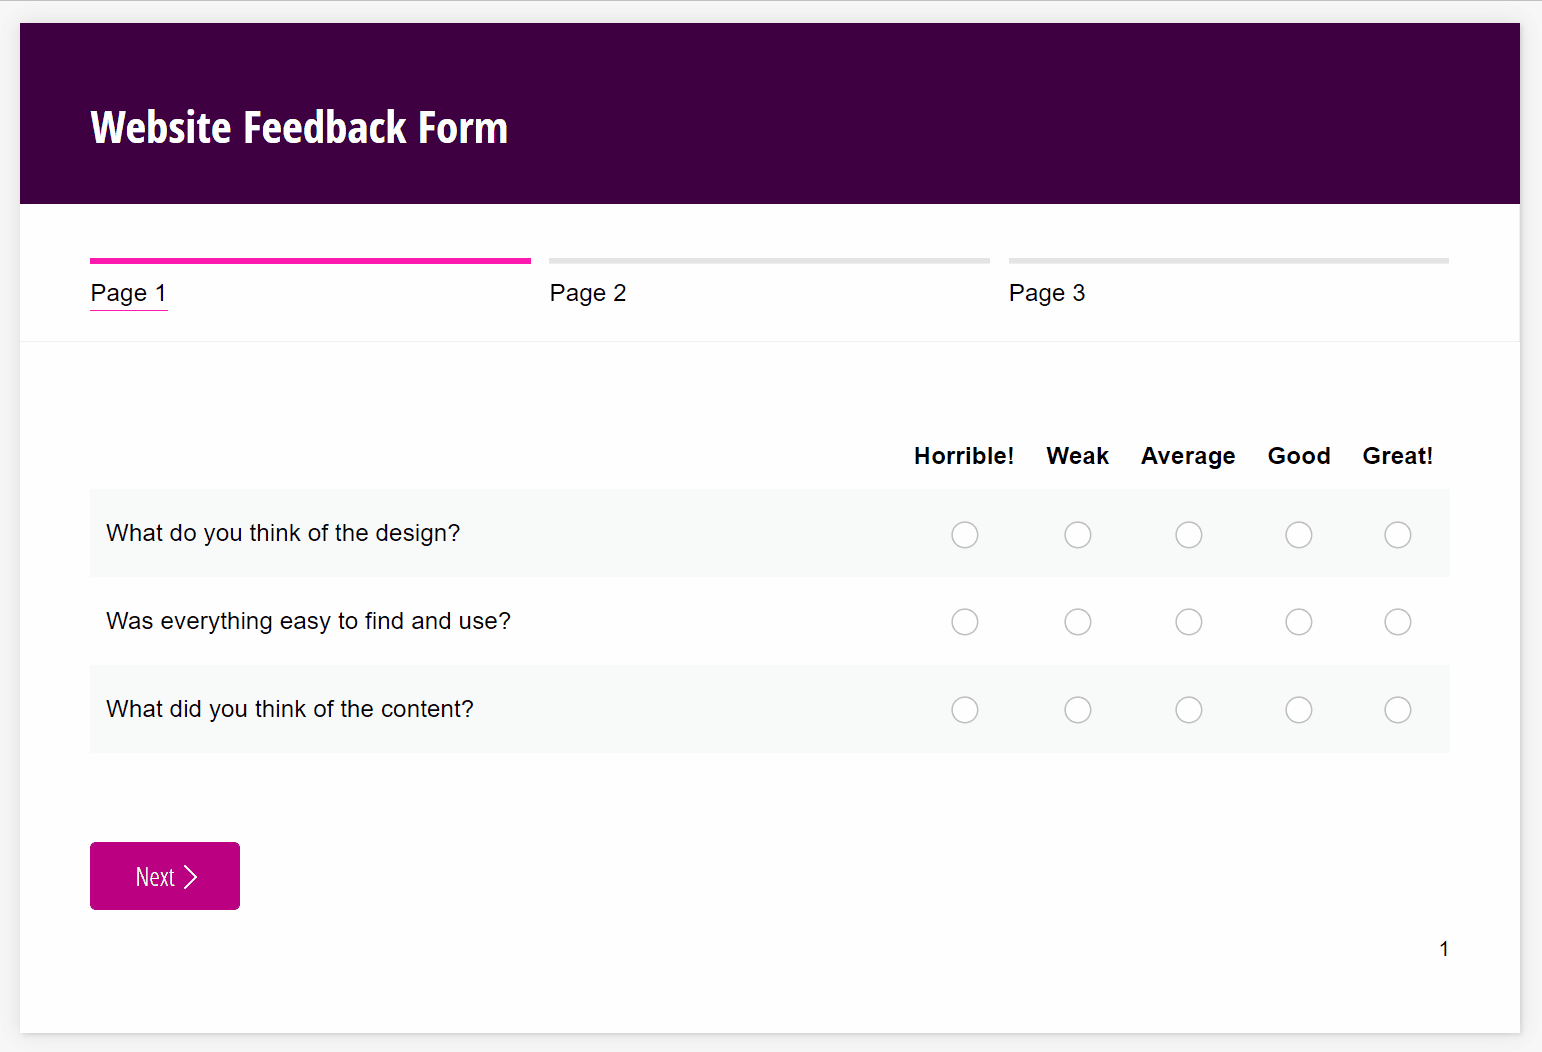 Website Feedback Form
Page 1 Page 2 Page 3
Horrible! Weak Average Good Great!
What do you think of the design?
Was everything easy to find and use?
What did you think of the content?
Next
1